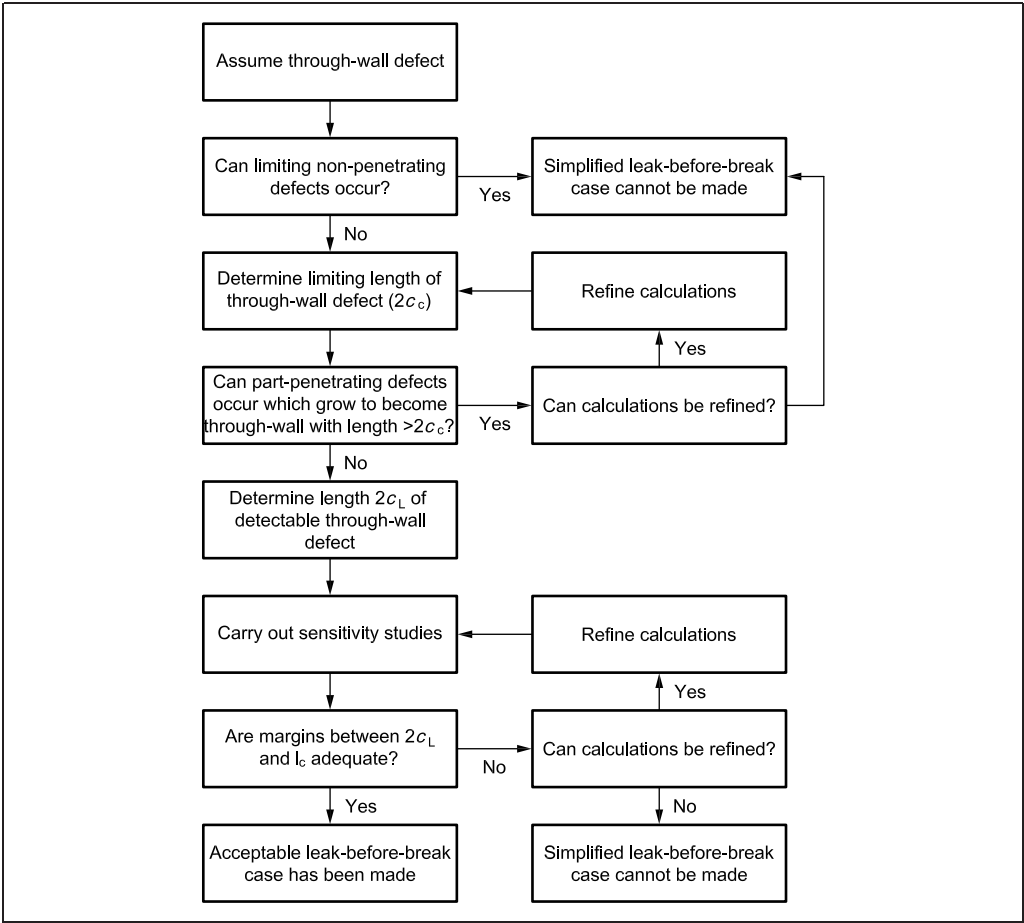 Assume through-wall defect
Can limiting non-penetrating
defects occur?
Yes
Simplified leak-before-break
case cannot be made
No
Determine limiting length of
through-wall defect (2c c)
Refine calculations
Yes
Can part-penetrating defects
occur which grow to become
through-wall with length >2c c?
Yes
Can calculations be refined?
No
Determine length 2c L of
detectable through-wall
defect
Carry out sensitivity studies
Refine calculations
Yes
Are margins between 2c L
and lc adequate?
No
Can calculations be refined?
Yes
No
Acceptable leak-before-break
case has been made
Simplified leak-before-break
case cannot be made